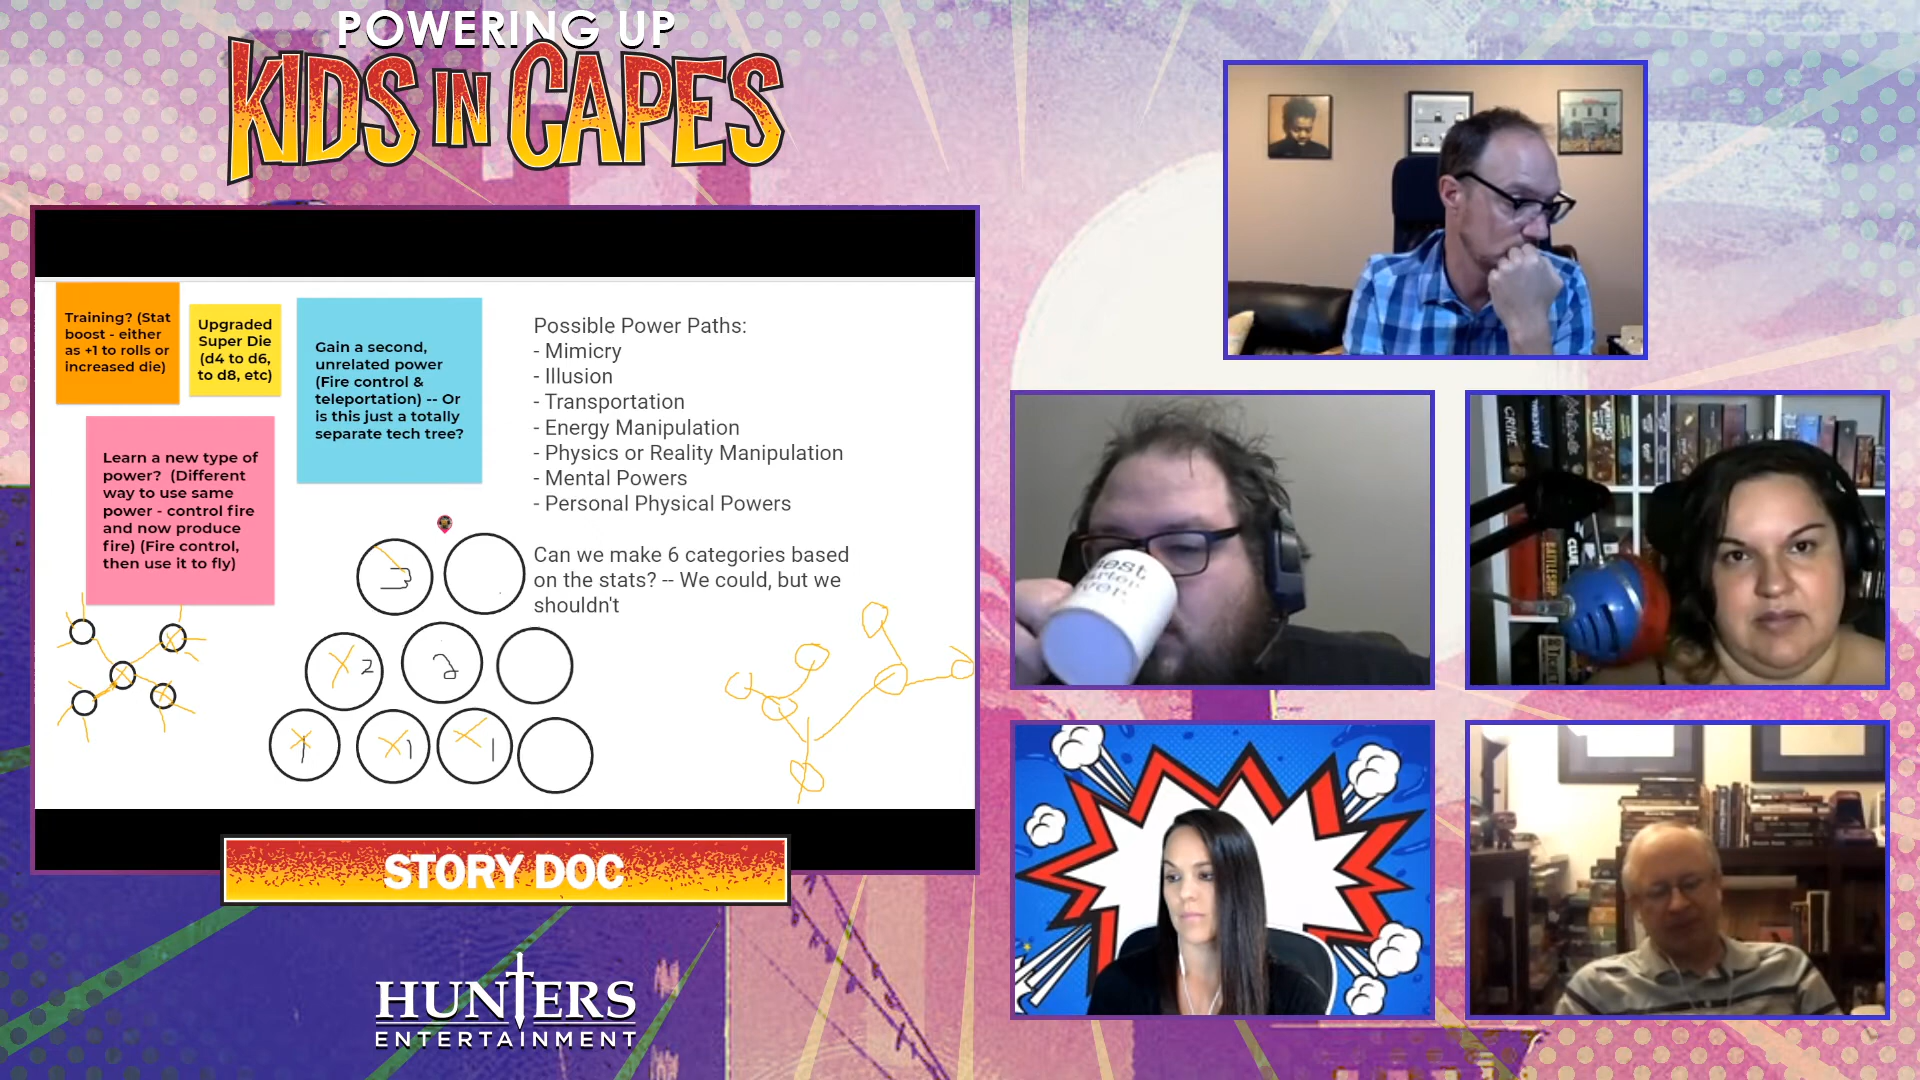 POWERING UP
KIDS IN CAPES
Training? (Stat
boost - either
as +1 to rolls or
increased die)
Upgraded
Super Die
(d4 to d6,
to d8, etc)
Gain a second,
unrelated power
(Fire control &
teleportation) -- Or
is this just a totally
separate tech tree?
Learn a new type of
power? (Different
way to use same
power - control fire
and now produce
fire) (Fire control,
then use it to fly)
Possible Power Paths:
- Mimicry
- Illusion
- Transportation
- Energy Manipulation
- Physics or Reality Manipulation
- Mental Powers
- Personal Physical Powers
Can we make 6 categories based
on the stats? -- We could, but we
shouldn't
3
X 2
2
X 1
X 1
X 1
STORY DOC
HUNTERS
ENTERTAINMENT
CRIME
CLUE
BATTLESHIP